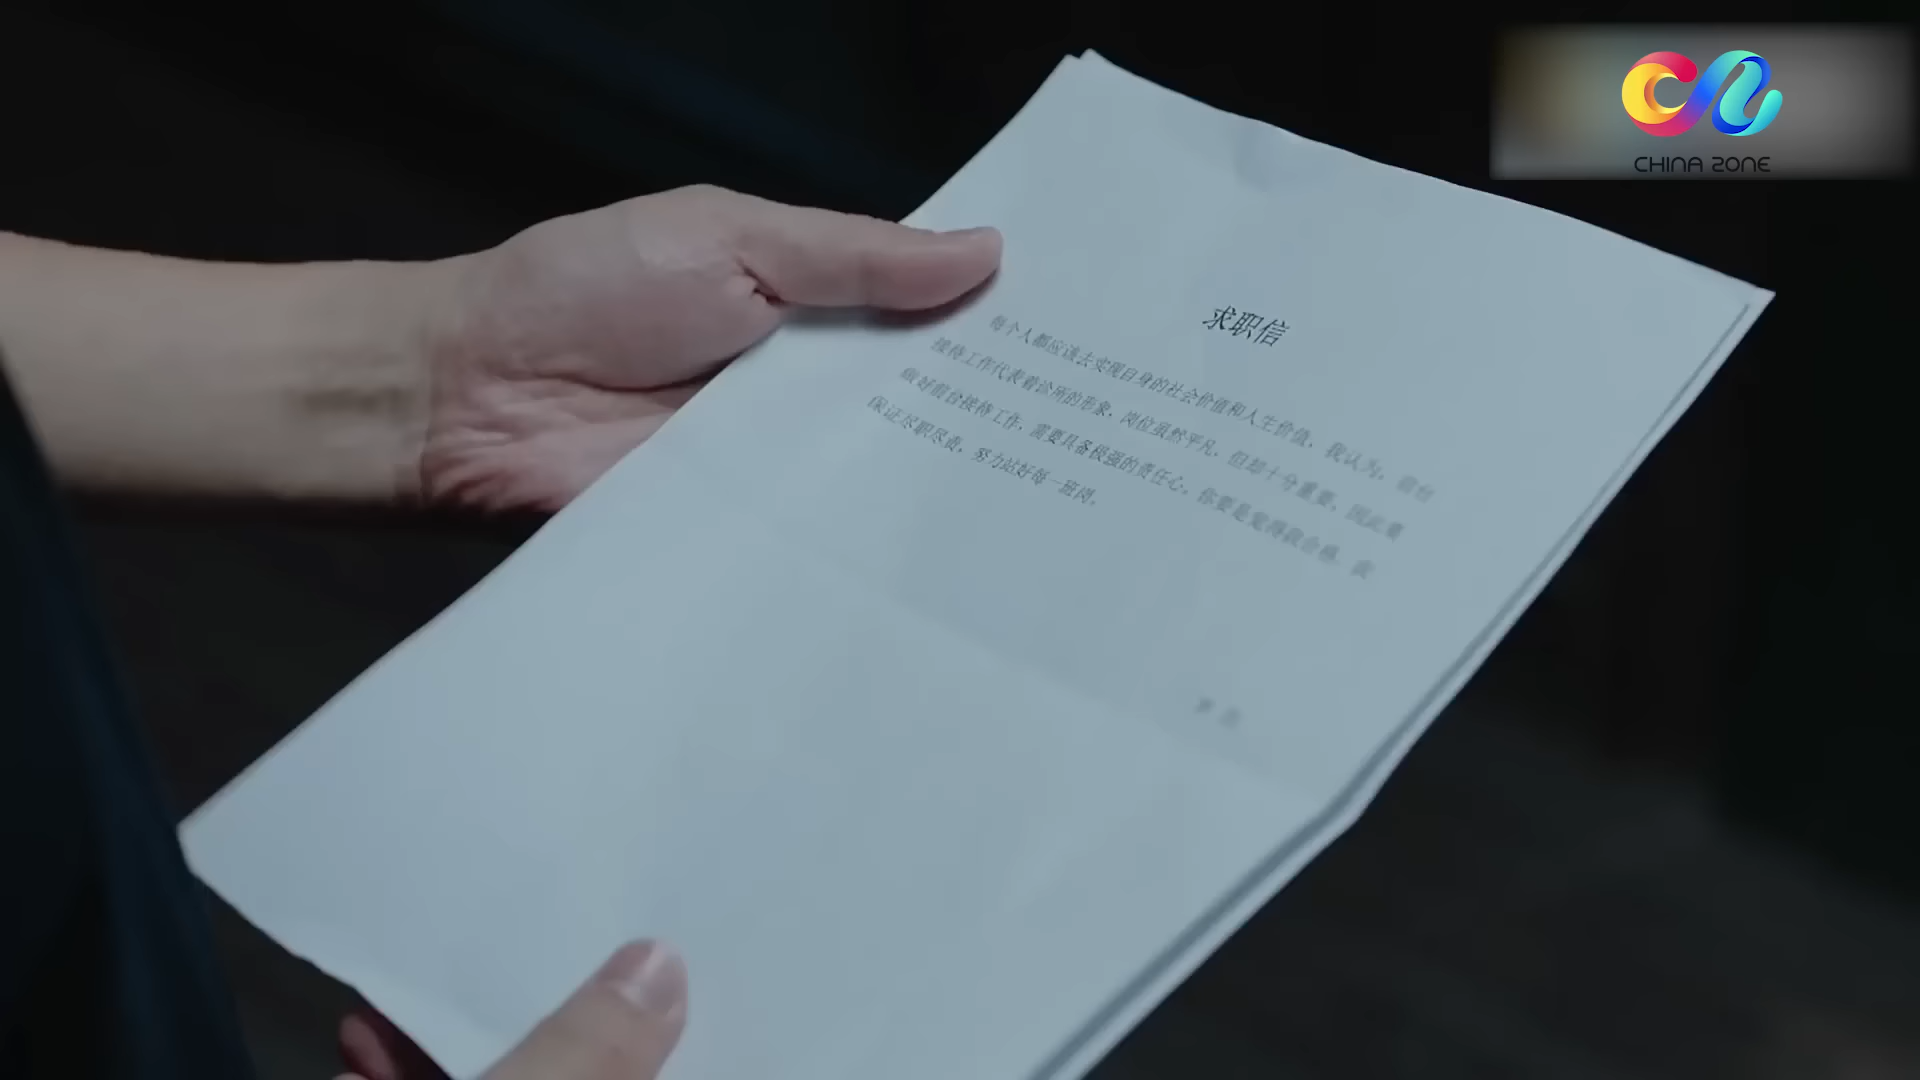 CHINA ZONE
求职信
每个人都应该去实现自身的社会价值和人生价值，我认为，前台
接待工作代表着诊所的形象，岗位虽然平凡，但却十分重要，因此要
做好前台接待工作，需要具备极强的责任心，你要是觉得我合格，我
保证尽职尽责，努力站好每一班岗。